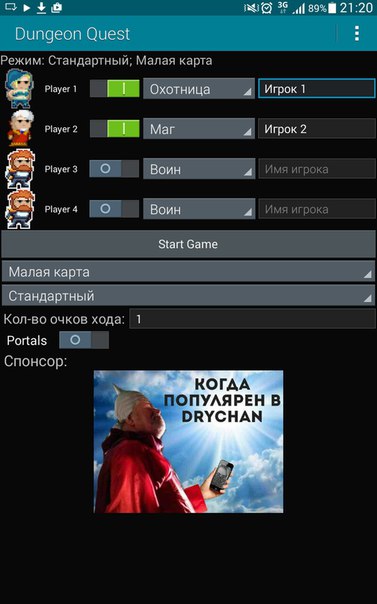 3G 89% 21:20
Dungeon Quest
Режим: Стандартный; Малая карта
Player 1 Охотница Игрок 1
Player 2 Маг Игрок 2
Player 3 Воин Имя игрока
Player 4 Воин Имя игрока
Start Game
Малая карта
Стандартный
Кол-во очков хода: 1
Portals
Спонсор:
КОГДА
ПОПУЛЯРЕН В
DRYCHAN